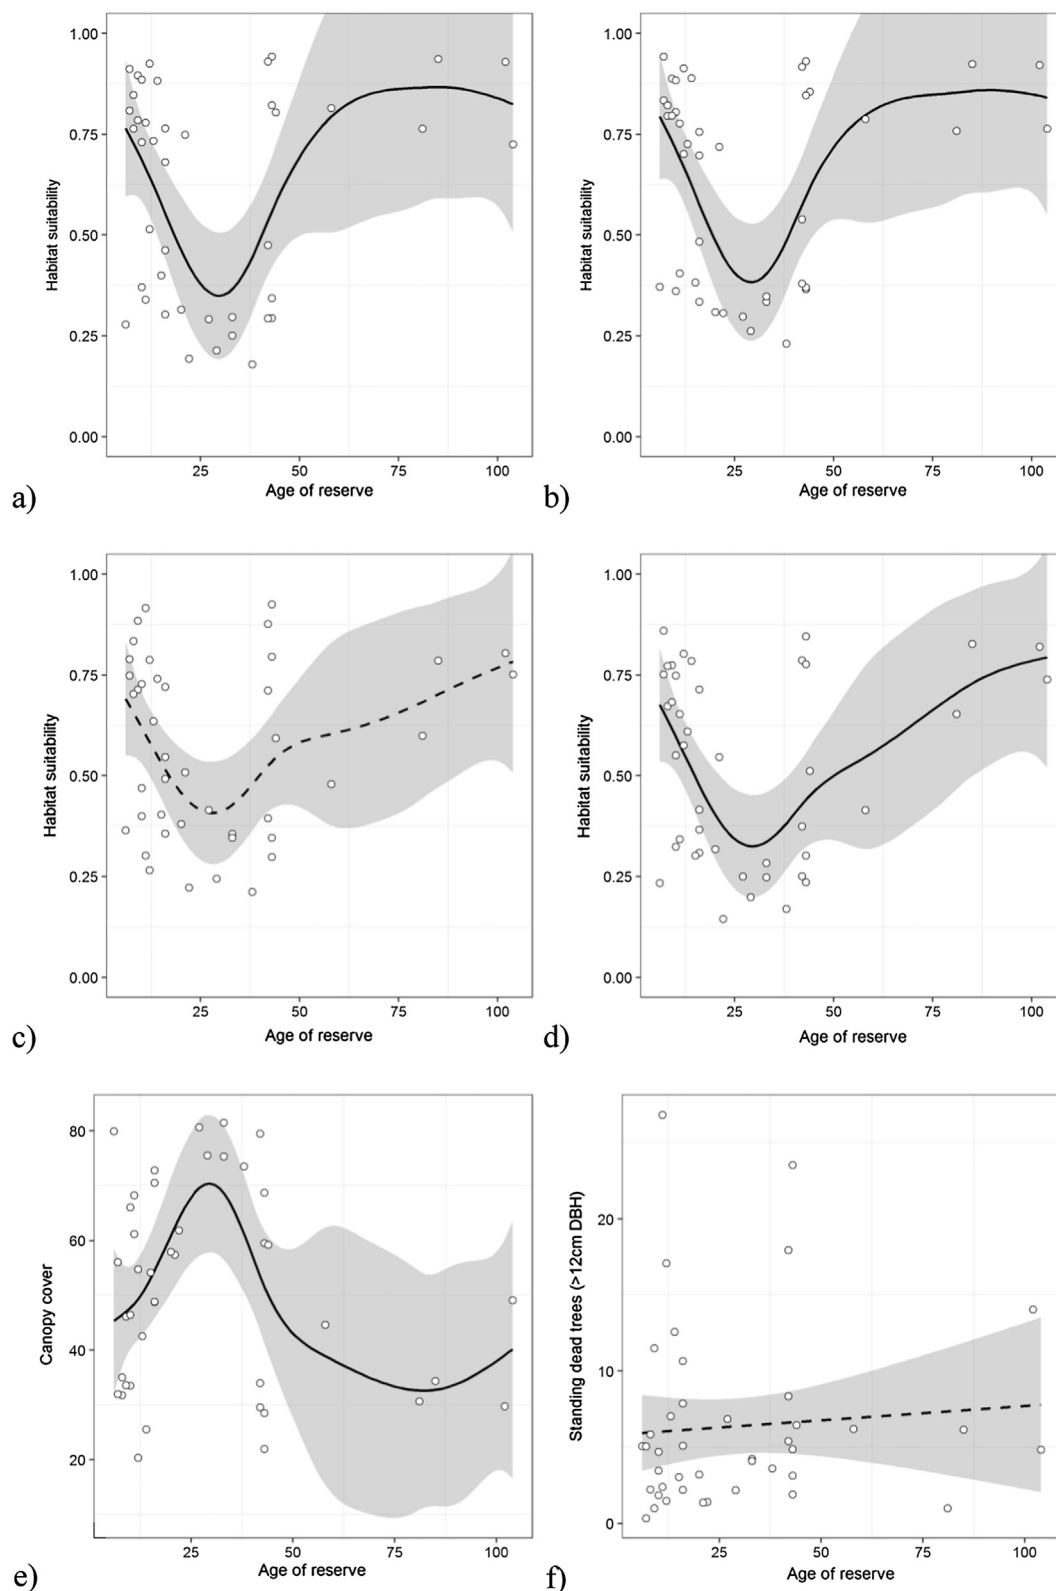 1.00
0.75
0.50
0.25
0.00
Habitat suitability
25 50 75 100
Age of reserve
a)
1.00
0.75
0.50
0.25
0.00
Habitat suitability
25 50 75 100
Age of reserve
b)
1.00
0.75
0.50
0.25
0.00
Habitat suitability
25 50 75 100
Age of reserve
c)
1.00
0.75
0.50
0.25
0.00
Habitat suitability
25 50 75 100
Age of reserve
d)
80
60
40
20
Canopy cover
25 50 75 100
Age of reserve
e)
20
10
0
Standing dead trees (>12cm DBH)
25 50 75 100
Age of reserve
f)